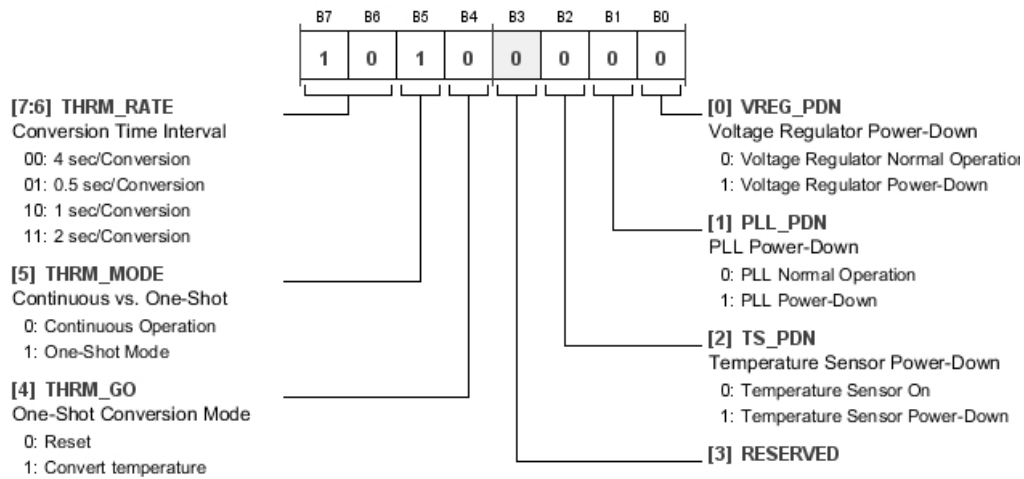 B7 B6 B5 B4 B3 B2 B1 B0
1 0 1 0 0 0 0 0
[7:6] THRM_RATE
Conversion Time Interval
00: 4 sec/Conversion
01: 0.5 sec/Conversion
10: 1 sec/Conversion
11: 2 sec/Conversion
[5] THRM_MODE
Continuous vs. One-Shot
0: Continuous Operation
1: One-Shot Mode
[4] THRM_GO
One-Shot Conversion Mode
0: Reset
1: Convert temperature
[0] VREG_PDN
Voltage Regulator Power-Down
0: Voltage Regulator Normal Operation
1: Voltage Regulator Power-Down
[1] PLL_PDN
PLL Power-Down
0: PLL Normal Operation
1: PLL Power-Down
[2] TS_PDN
Temperature Sensor Power-Down
0: Temperature Sensor On
1: Temperature Sensor Power-Down
[3] RESERVED